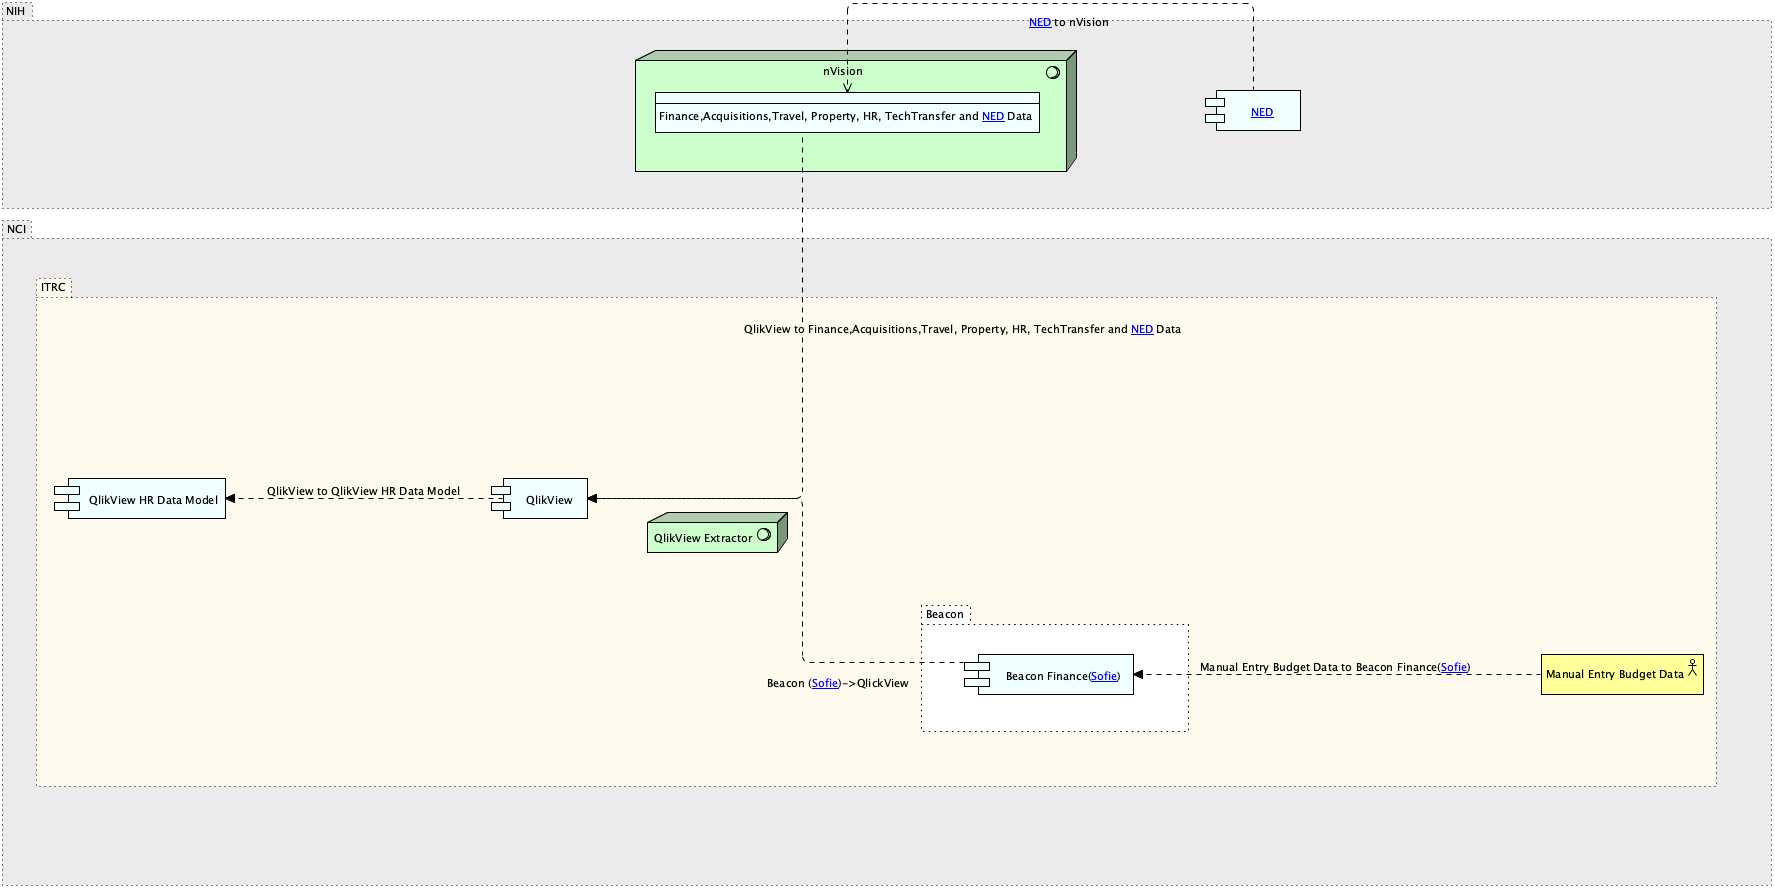 NIH
NED to nVision
nVision
Finance,Acquisitions,Travel, Property, HR, TechTransfer and NED Data
NED
NCI
ITRC
QlikView to Finance,Acquisitions,Travel, Property, HR, TechTransfer and NED Data
QlikView HR Data Model
QlikView to QlikView HR Data Model
QlikView
QlikView Extractor
Beacon
Beacon (Sofie)->QlickView
Beacon Finance(Sofie)
Manual Entry Budget Data to Beacon Finance(Sofie)
Manual Entry Budget Data